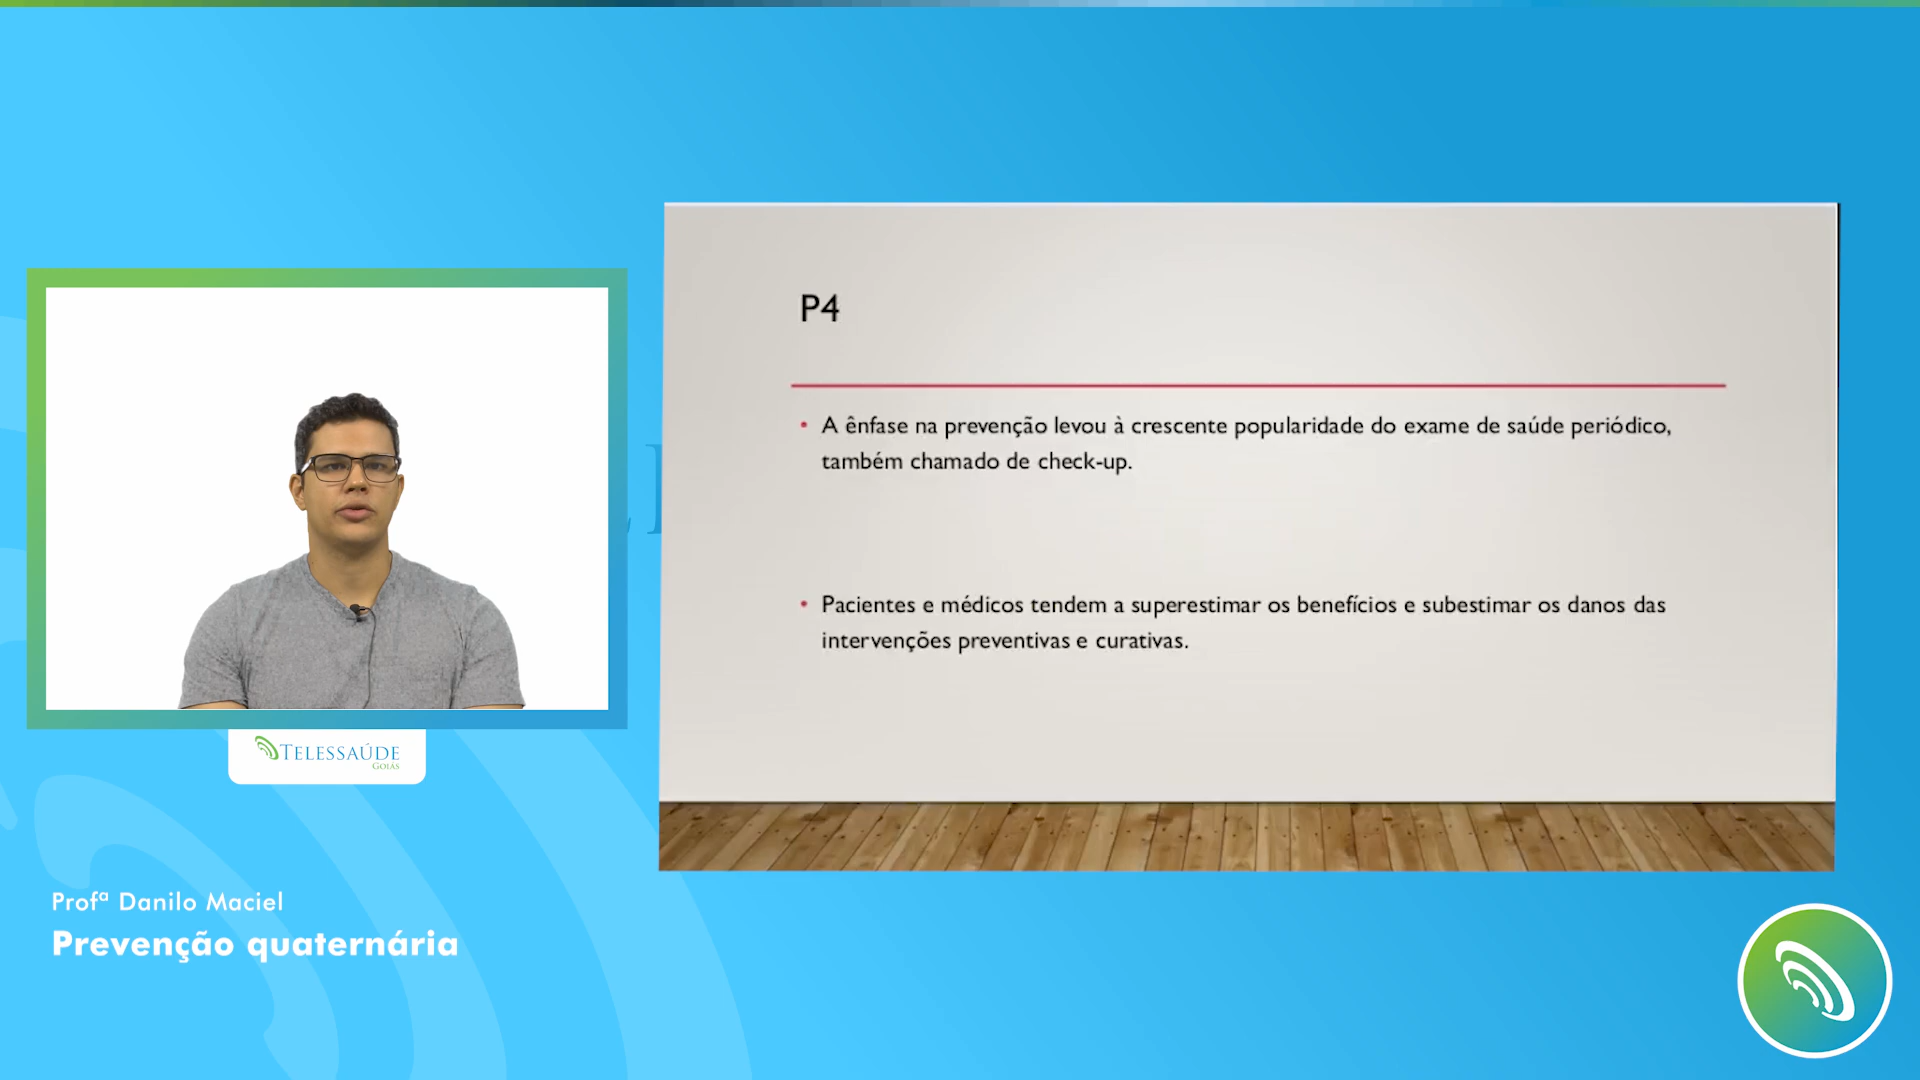 P4
• A ênfase na prevenção levou à crescente popularidade do exame de saúde periódico,
também chamado de check-up.
• Pacientes e médicos tendem a superestimar os benefícios e subestimar os danos das
intervenções preventivas e curativas.
TELESSAÚDE
GOIÁS
Profª Danilo Maciel
Prevenção quaternária